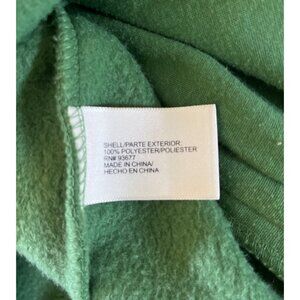 SHELL/PARTE EXTERIOR
100% POLYESTER/POLIESTER
RN# 93677
MADE IN CHINA/
HECHO EN CHINA